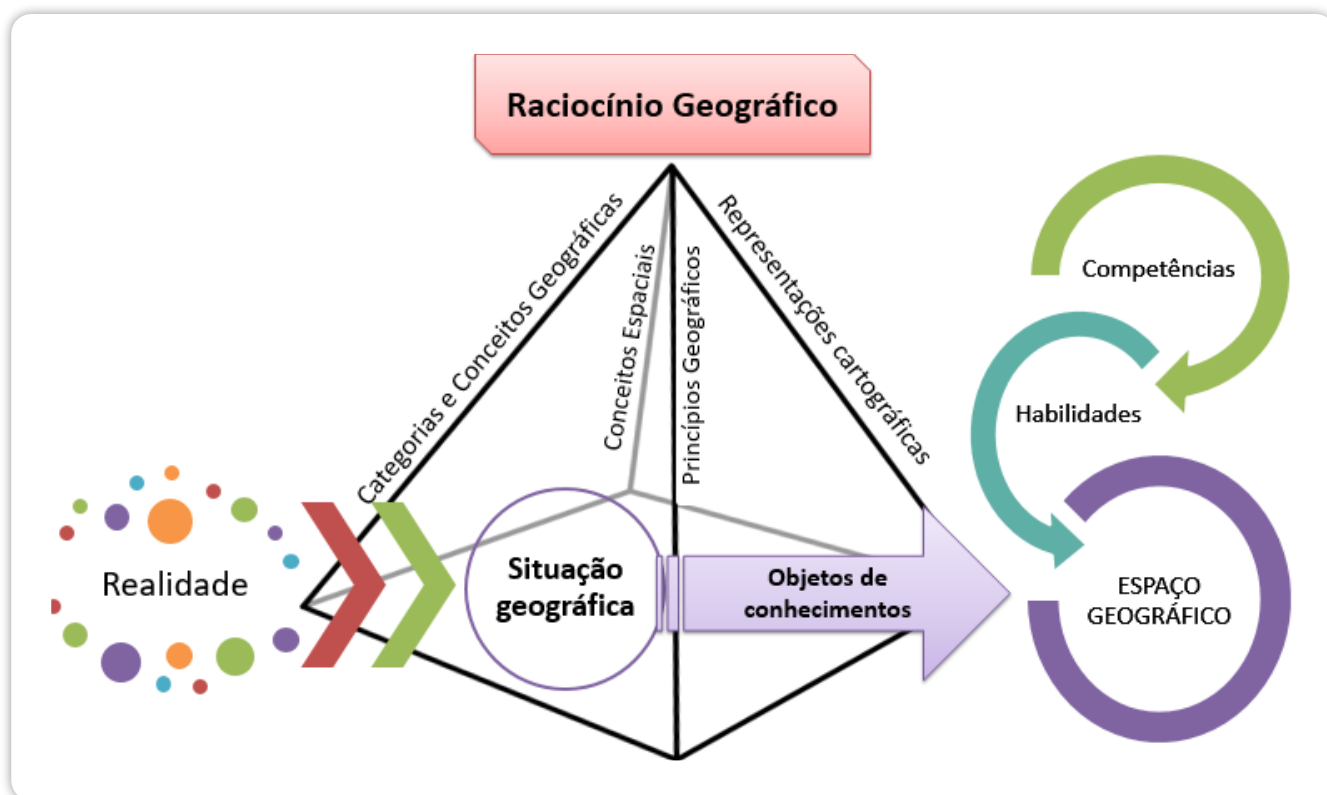 Raciocínio Geográfico
Categorias e Conceitos Geográficas
Conceitos Espaciais
Princípios Geográficos
Representações cartográficas
Realidade
Situação
geográfica
Objetos de
conhecimentos
Competências
Habilidades
ESPAÇO
GEOGRÁFICO